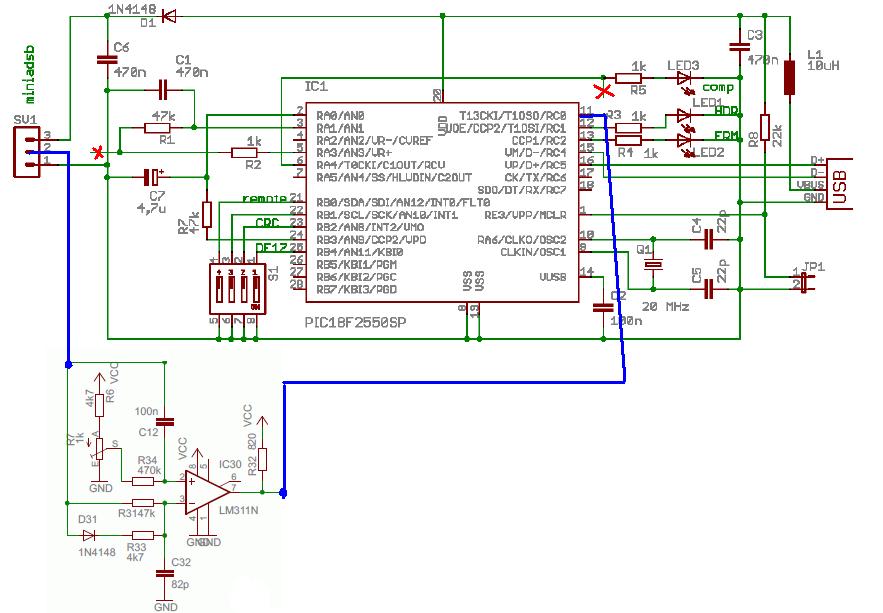 1N4148
D1
C6
470n
C1
470n
C3
470n
L1
10uH
miniadsb
SV1
3
2
1
47k
R1
1k
R2
C7
4,7u
R7
47k
IC1
20
VDD
2 RA0/AN0
3 RA1/AN1
4 RA2/AN2/VR-/CVREF
5 RA3/AN3/VR+
6 RA4/T0CKI/C1OUT/RCV
7 RA5/AN4/SS/HLVDIN/C2OUT
remote
21 RB0/SDA/SDI/AN12/INT0/FLT0
22 RB1/SCL/SCK/AN10/INT1
CRC
23 RB2/AN8/INT2/VMO
24 RB3/AN9/CCP2/VPO
DF17
25 RB4/AN11/KBI0
26 RB5/KBI1/PGM
27 RB6/KBI2/PGC
28 RB7/KBI3/PGD
T13CKI/T1OSO/RC0 11
UOE/CCP2/T1OSI/RC1 12
CCP1/RC2 13
VM/D-/RC4 15
VP/D+/RC5 16
CK/TX/RC6 17
SDO/DT/RX/RC7 18
RE3/VPP/MCLR 1
RA6/CLKO/OSC2 10
CLKIN/OSC1 9
VUSB 14
VSS
VSS
8
19
PIC18F2550SP
4 3 2 1
ON
S1
5 6 7 8
1k
R5
LED3
comp
R3
LED1
ADR
R4 1k
LED2
FRM
R8
22k
D+
D-
VBUS
GND
USB
C4
22p
Q1
C5
22p
20 MHz
C2
100n
JP1
1
2
VCC
R6
4k7
R7
1k
A
S
E
GND
100n
C12
R34
470k
R3147k
D31
1N4148
R33
4k7
C32
82p
GND
VCC
8
5
2
+
3
-
4
1
6
7
IC30
LM311N
GND
GND
VCC
R32 820